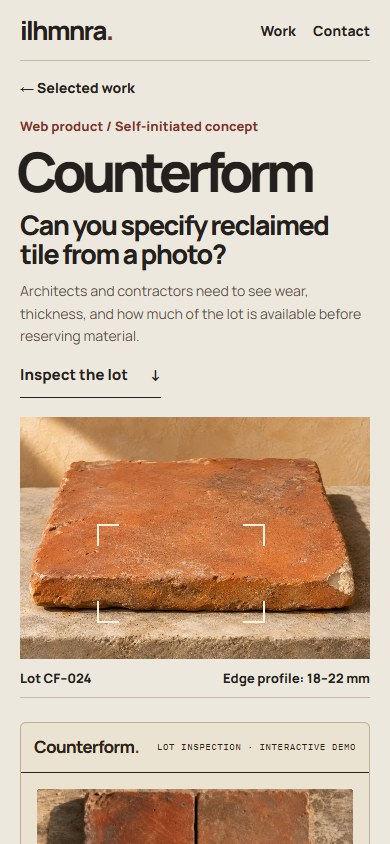 ilhmnra.
Work Contact
← Selected work
Web product / Self-initiated concept
Counterform
Can you specify reclaimed
tile from a photo?
Architects and contractors need to see wear,
thickness, and how much of the lot is available before
reserving material.
Inspect the lot ↓
Lot CF–024
Edge profile: 18–22 mm
Counterform.
LOT INSPECTION · INTERACTIVE DEMO